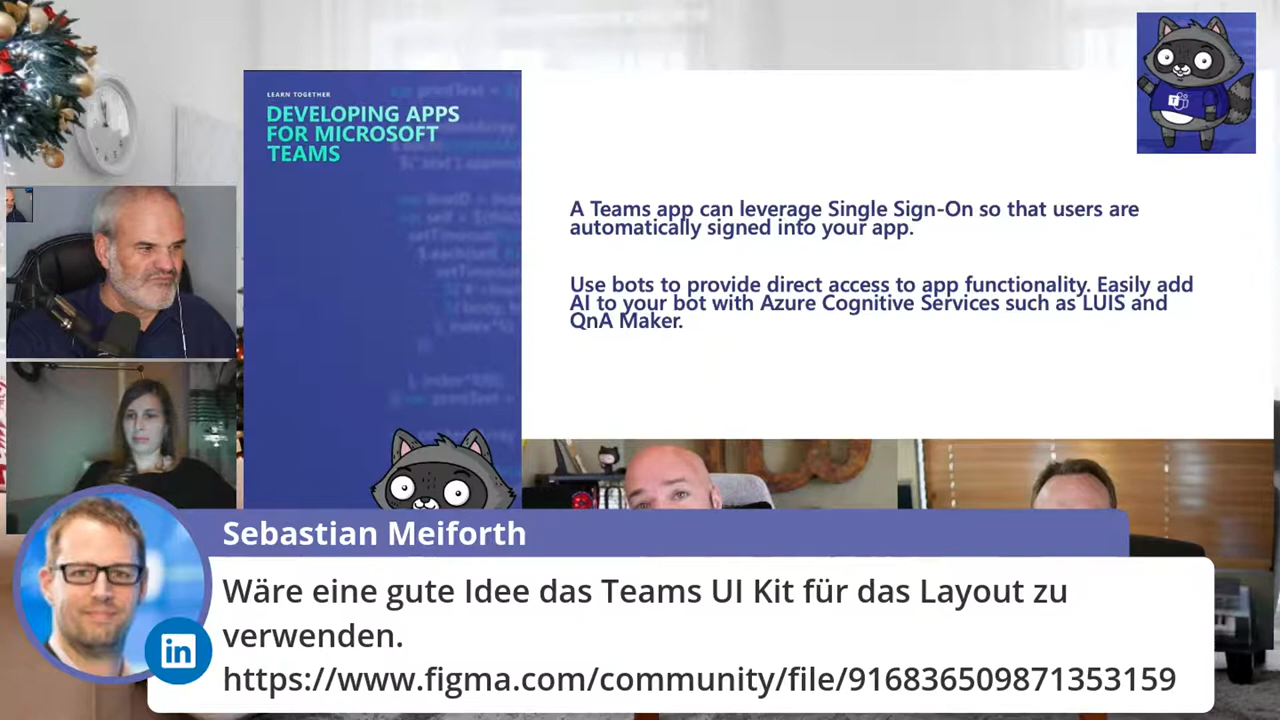 LEARN TOGETHER
DEVELOPING APPS
FOR MICROSOFT
TEAMS
A Teams app can leverage Single Sign-On so that users are
automatically signed into your app.
Use bots to provide direct access to app functionality. Easily add
AI to your bot with Azure Cognitive Services such as LUIS and
QnA Maker.
Sebastian Meiforth
Wäre eine gute Idee das Teams UI Kit für das Layout zu
verwenden.
https://www.figma.com/community/file/916836509871353159
in